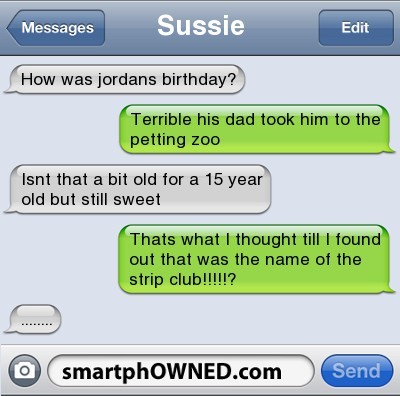 Messages
Sussie
Edit
How was jordans birthday?
Terrible his dad took him to the
petting zoo
Isnt that a bit old for a 15 year
old but still sweet
Thats what I thought till I found
out that was the name of the
strip club!!!!!?
........
smartphOWNED.com
Send